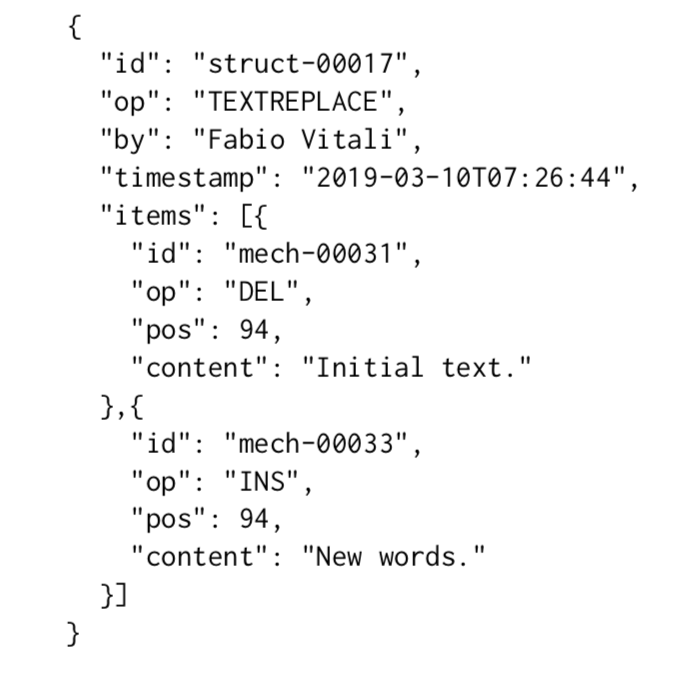 {
  "id": "struct-00017",
  "op": "TEXTREPLACE",
  "by": "Fabio Vitali",
  "timestamp": "2019-03-10T07:26:44",
  "items": [{
    "id": "mech-00031",
    "op": "DEL",
    "pos": 94,
    "content": "Initial text."
  },{
    "id": "mech-00033",
    "op": "INS",
    "pos": 94,
    "content": "New words."
  }]
}